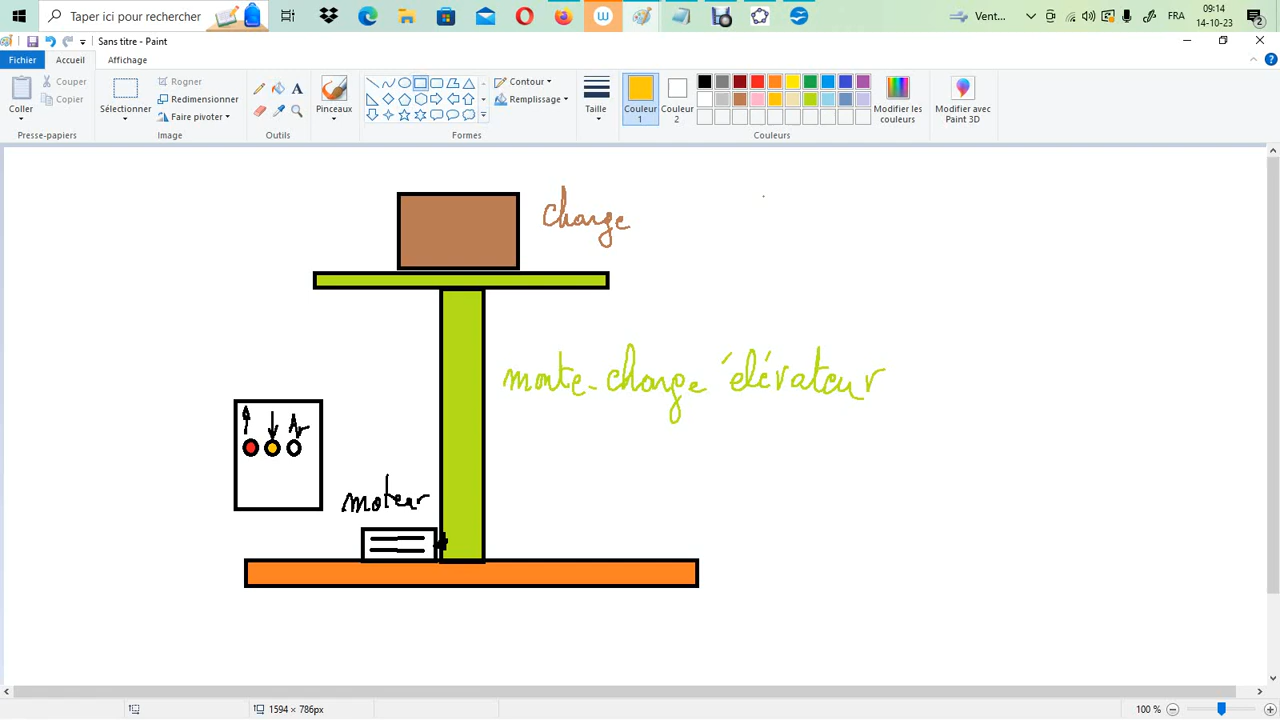 Taper ici pour rechercher
Vent...
FRA
09:14
14-10-23
2
Sans titre - Paint
Fichier
Accueil
Affichage
Coller
Couper
Copier
Presse-papiers
Sélectionner
Rogner
Redimensionner
Faire pivoter
Image
A
Outils
Pinceaux
Contour
Remplissage
Formes
Taille
Couleur
1
Couleur
2
Modifier les
couleurs
Couleurs
Modifier avec
Paint 3D
charge
monte-charge élévateur
moteur
1594 × 786px
100 %